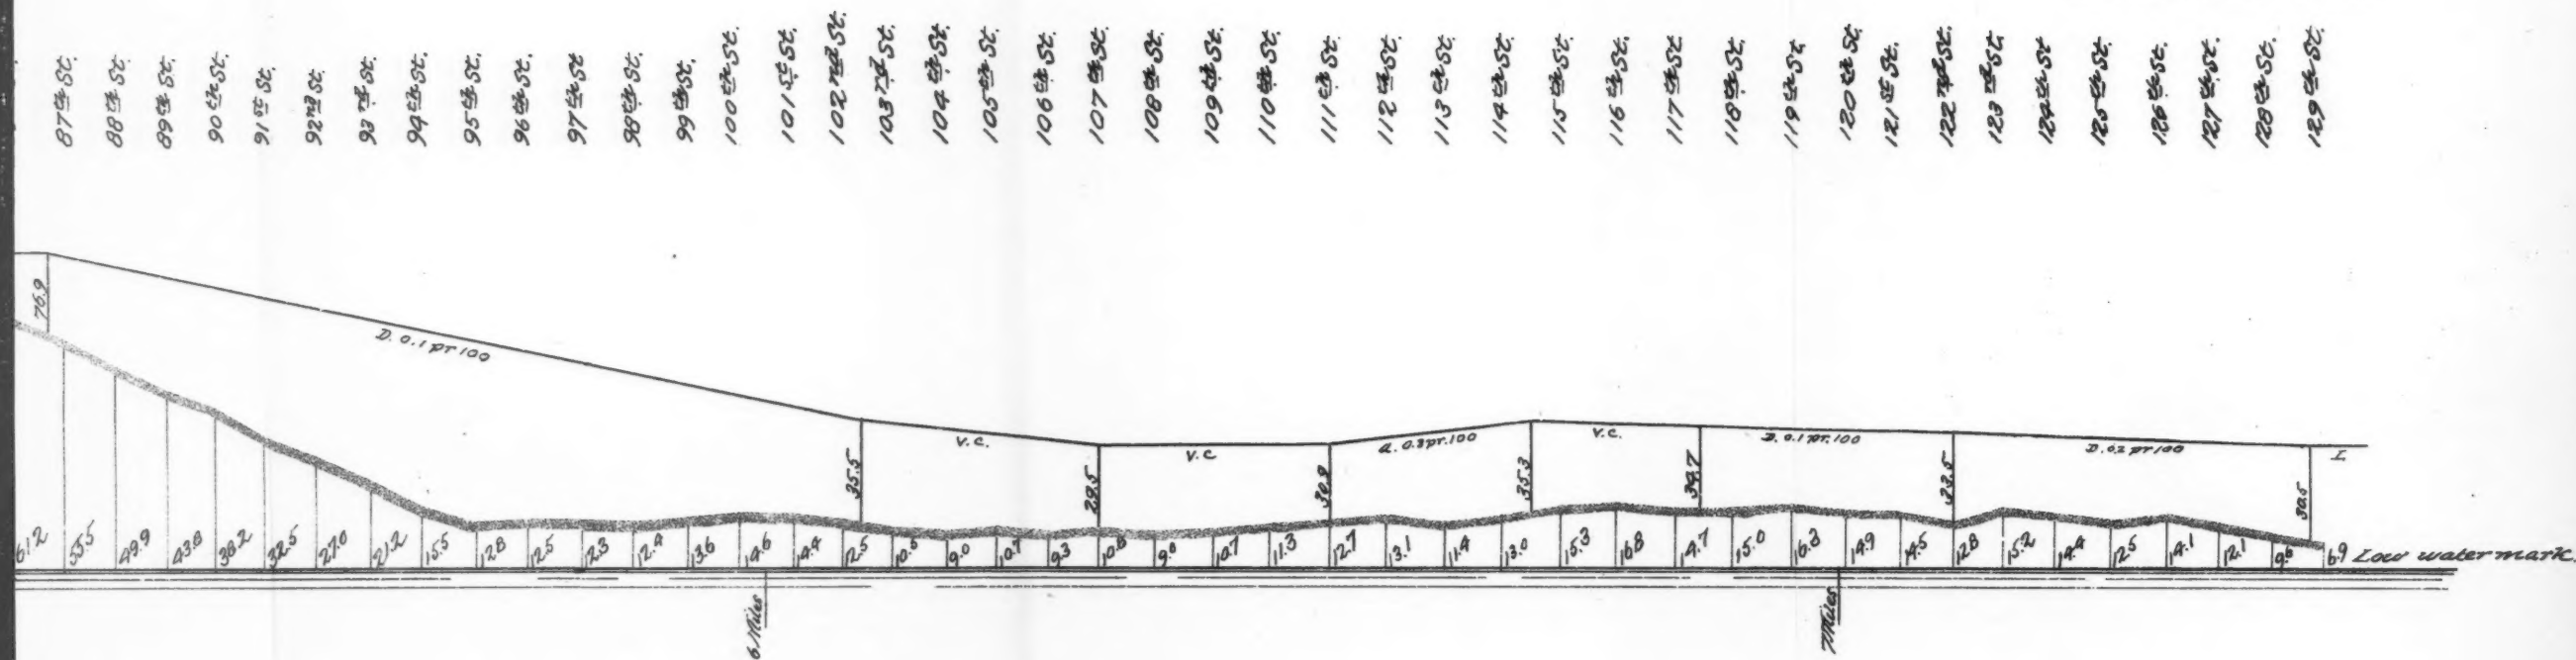 87th St.
88th St.
89th St.
90th St.
91st St.
92nd St.
93rd St.
94th St.
95th St.
96th St.
97th St
98th St.
99th St.
100th St.
101st St.
102nd St.
103rd St.
104th St.
105th St.
106th St.
107th St.
108th St.
109th St.
110th St.
111th St.
112th St.
113th St.
114th St.
115th St.
116th St.
117th St
118th St.
119th St.
120th St
121st St.
122nd St.
123rd St.
124th St
125th St.
126th St.
127th St.
128th St.
129th St.
76.9
D. 0.1 pr 100
35.5
V.C.
29.5
V.C
30.9
a. 0.3 pr. 100
35.3
V.C.
34.7
D. 0.1 pr. 100
33.5
D. 0.2 pr 100
30.5
I
61.2 55.5 49.9 43.8 38.2 32.5 27.0 21.2 15.5 12.8 12.5 12.3 12.4 13.6 14.6 14.4 12.5 10.5 9.0 10.7 9.3 10.8 9.8 10.7 11.3 12.7 13.1 11.4 13.0 15.3 16.8 14.7 15.0 16.3 14.9 14.5 12.8 15.2 14.4 12.5 14.1 12.1 9.6 6.9 Low water mark.
6 Miles
7 Miles